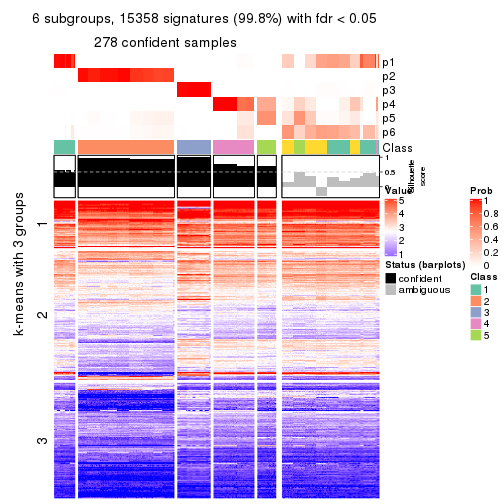 6 subgroups, 15358 signatures (99.8%) with fdr < 0.05
278 confident samples
p1
p2
p3
p4
p5
p6
Class
1
0.5
0
Silhouette
score
k-means with 3 groups
1
2
3
Value
5
4
3
2
1
Status (barplots)
confident
ambiguous
Prob
1
0.8
0.6
0.4
0.2
0
Class
1
2
3
4
5